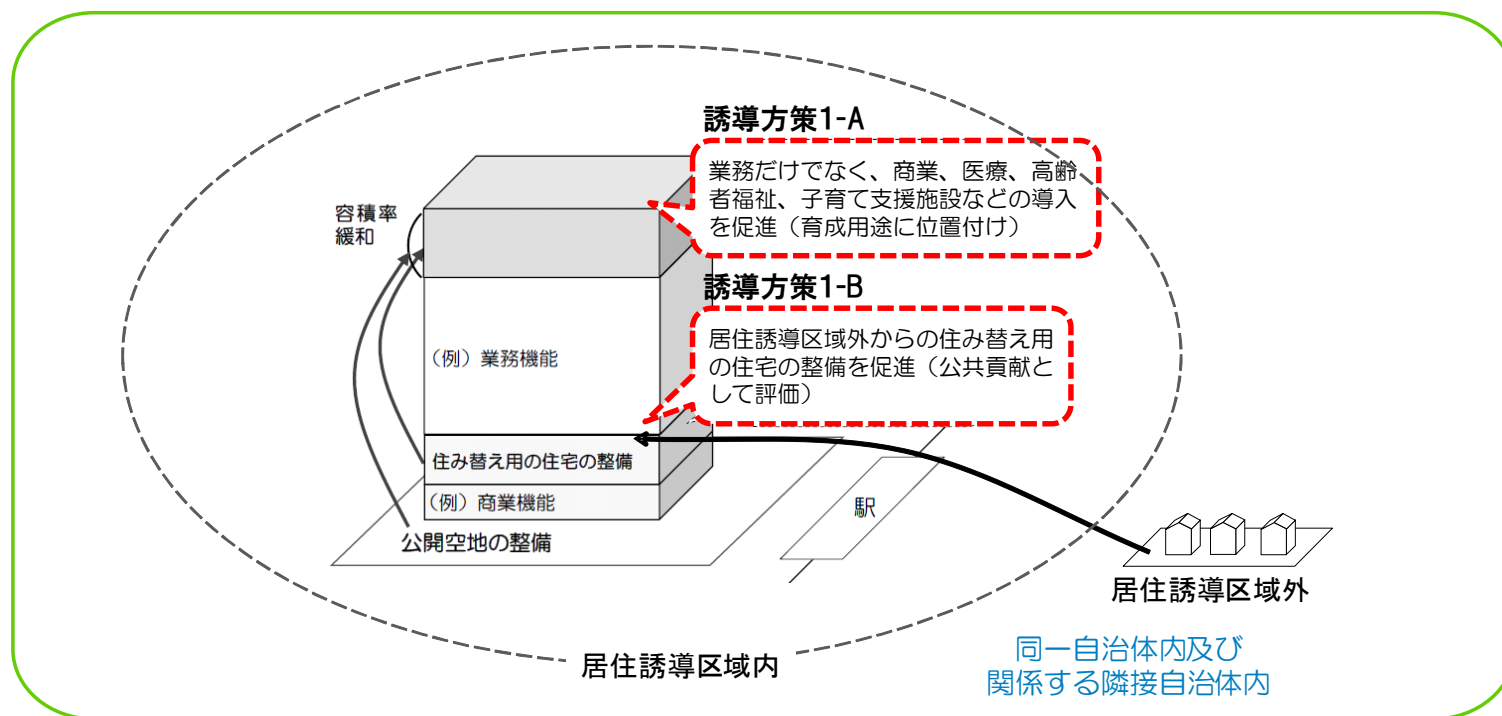 誘導方策1-A
業務だけでなく、商業、医療、高齢
者福祉、子育て支援施設などの導入
を促進（育成用途に位置付け）
容積率
緩和
誘導方策1-B
居住誘導区域外からの住み替え用
の住宅の整備を促進（公共貢献と
して評価）
（例）業務機能
住み替え用の住宅の整備
（例）商業機能
公開空地の整備
駅
居住誘導区域外
同一自治体内及び
関係する隣接自治体内
居住誘導区域内